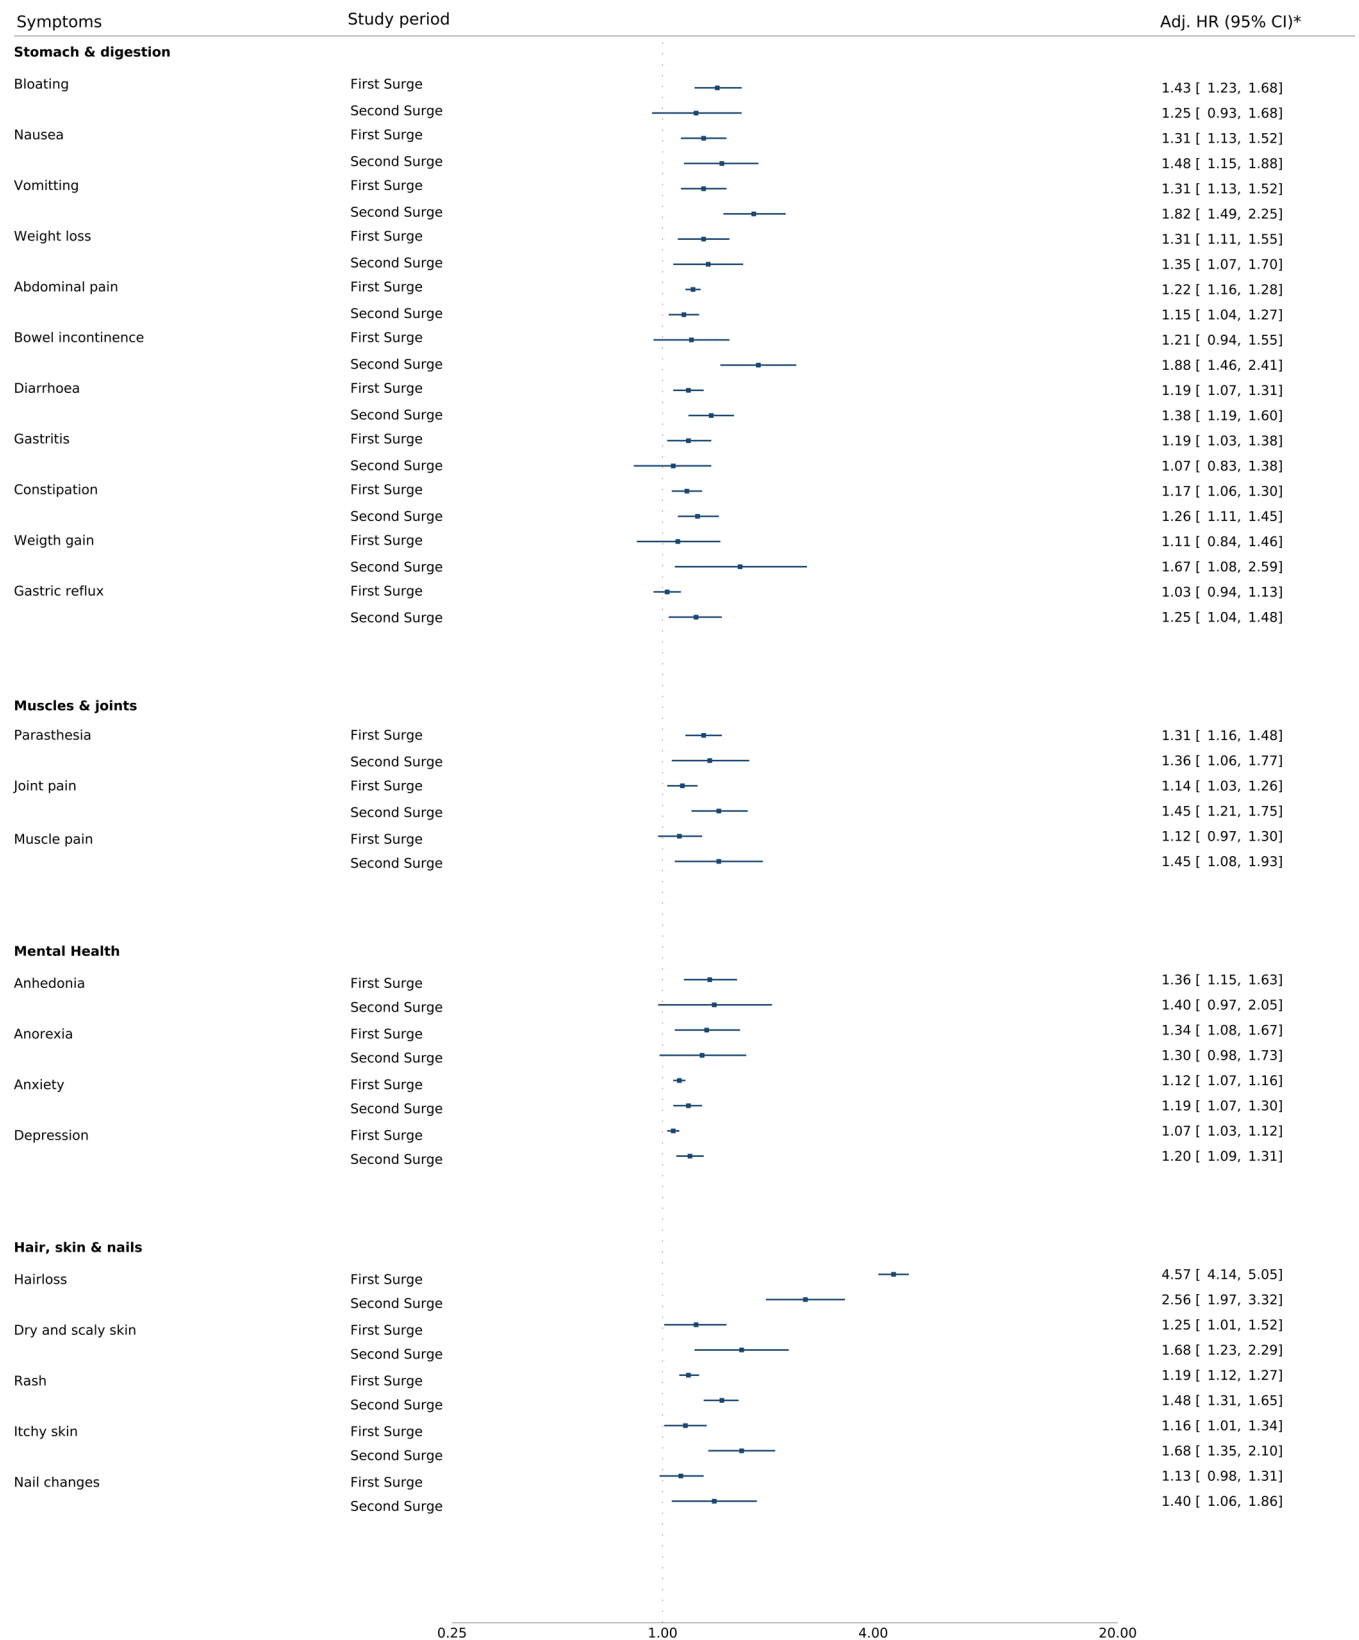 Symptoms Study period Adj. HR (95% CI)*
Stomach & digestion
Bloating First Surge 1.43 [ 1.23, 1.68]
Second Surge 1.25 [ 0.93, 1.68]
Nausea First Surge 1.31 [ 1.13, 1.52]
Second Surge 1.48 [ 1.15, 1.88]
Vomitting First Surge 1.31 [ 1.13, 1.52]
Second Surge 1.82 [ 1.49, 2.25]
Weight loss First Surge 1.31 [ 1.11, 1.55]
Second Surge 1.35 [ 1.07, 1.70]
Abdominal pain First Surge 1.22 [ 1.16, 1.28]
Second Surge 1.15 [ 1.04, 1.27]
Bowel incontinence First Surge 1.21 [ 0.94, 1.55]
Second Surge 1.88 [ 1.46, 2.41]
Diarrhoea First Surge 1.19 [ 1.07, 1.31]
Second Surge 1.38 [ 1.19, 1.60]
Gastritis First Surge 1.19 [ 1.03, 1.38]
Second Surge 1.07 [ 0.83, 1.38]
Constipation First Surge 1.17 [ 1.06, 1.30]
Second Surge 1.26 [ 1.11, 1.45]
Weigth gain First Surge 1.11 [ 0.84, 1.46]
Second Surge 1.67 [ 1.08, 2.59]
Gastric reflux First Surge 1.03 [ 0.94, 1.13]
Second Surge 1.25 [ 1.04, 1.48]
Muscles & joints
Parasthesia First Surge 1.31 [ 1.16, 1.48]
Second Surge 1.36 [ 1.06, 1.77]
Joint pain First Surge 1.14 [ 1.03, 1.26]
Second Surge 1.45 [ 1.21, 1.75]
Muscle pain First Surge 1.12 [ 0.97, 1.30]
Second Surge 1.45 [ 1.08, 1.93]
Mental Health
Anhedonia First Surge 1.36 [ 1.15, 1.63]
Second Surge 1.40 [ 0.97, 2.05]
Anorexia First Surge 1.34 [ 1.08, 1.67]
Second Surge 1.30 [ 0.98, 1.73]
Anxiety First Surge 1.12 [ 1.07, 1.16]
Second Surge 1.19 [ 1.07, 1.30]
Depression First Surge 1.07 [ 1.03, 1.12]
Second Surge 1.20 [ 1.09, 1.31]
Hair, skin & nails
Hairloss First Surge 4.57 [ 4.14, 5.05]
Second Surge 2.56 [ 1.97, 3.32]
Dry and scaly skin First Surge 1.25 [ 1.01, 1.52]
Second Surge 1.68 [ 1.23, 2.29]
Rash First Surge 1.19 [ 1.12, 1.27]
Second Surge 1.48 [ 1.31, 1.65]
Itchy skin First Surge 1.16 [ 1.01, 1.34]
Second Surge 1.68 [ 1.35, 2.10]
Nail changes First Surge 1.13 [ 0.98, 1.31]
Second Surge 1.40 [ 1.06, 1.86]
0.25 1.00 4.00 20.00